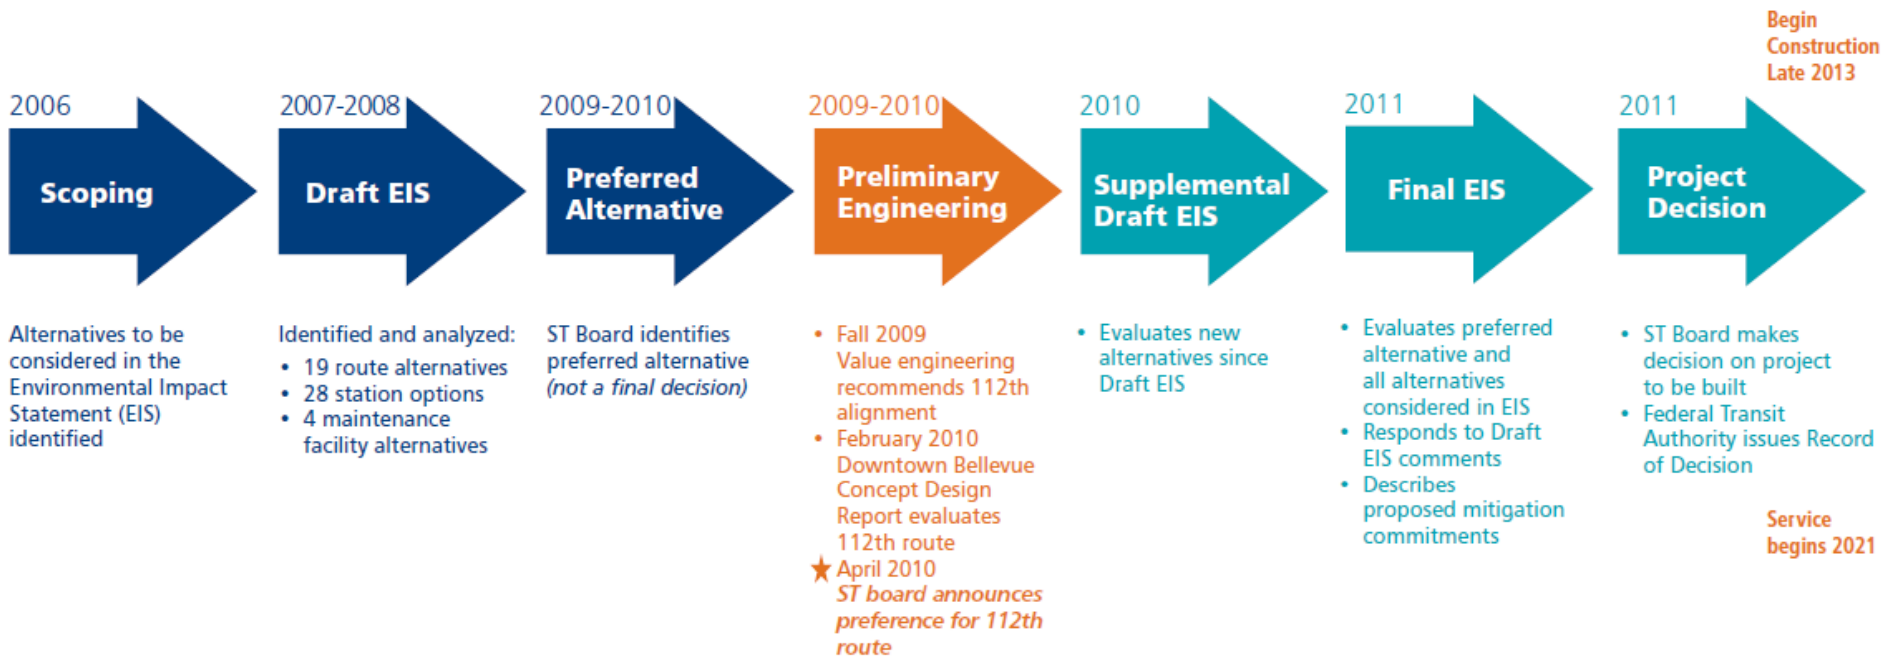 Begin
Construction
Late 2013
2006
Scoping
Alternatives to be
considered in the
Environmental Impact
Statement (EIS)
identified
2007-2008
Draft EIS
Identified and analyzed:
• 19 route alternatives
• 28 station options
• 4 maintenance
facility alternatives
2009-2010
Preferred
Alternative
ST Board identifies
preferred alternative
(not a final decision)
2009-2010
Preliminary
Engineering
• Fall 2009
Value engineering
recommends 112th
alignment
• February 2010
Downtown Bellevue
Concept Design
Report evaluates
112th route
April 2010
ST board announces
preference for 112th
route
2010
Supplemental
Draft EIS
• Evaluates new
alternatives since
Draft EIS
2011
Final EIS
• Evaluates preferred
alternative and
all alternatives
considered in EIS
• Responds to Draft
EIS comments
• Describes
proposed mitigation
commitments
2011
Project
Decision
• ST Board makes
decision on project
to be built
• Federal Transit
Authority issues Record
of Decision
Service
begins 2021